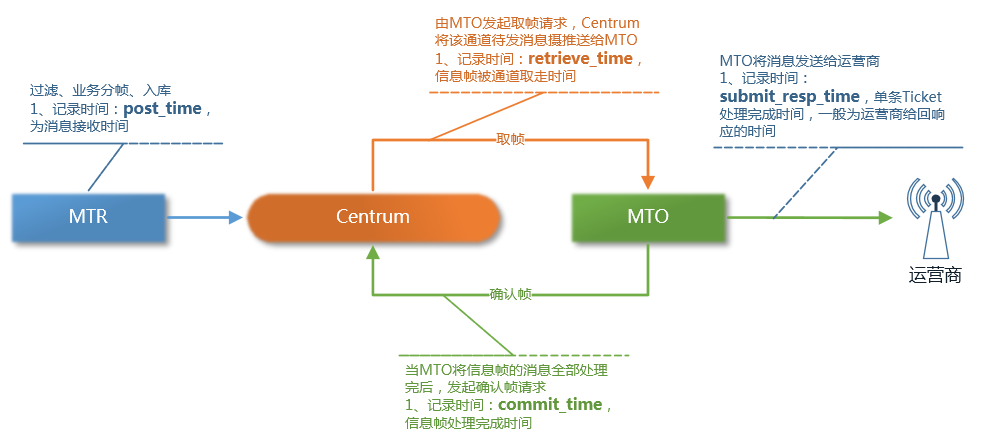 由MTO发起取帧请求，Centrum
将该通道待发消息摄推送给MTO
1、记录时间：retrieve_time，
信息帧被通道取走时间
MTO将消息发送给运营商
1、记录时间：
submit_resp_time，单条Ticket
处理完成时间，一般为运营商给回响
应的时间
过滤、业务分帧、入库
1、记录时间：post_time，
为消息接收时间
取帧
MTR
Centrum
MTO
运营商
确认帧
当MTO将信息帧的消息全部处理
完后，发起确认帧请求
1、记录时间：commit_time，
信息帧处理完成时间